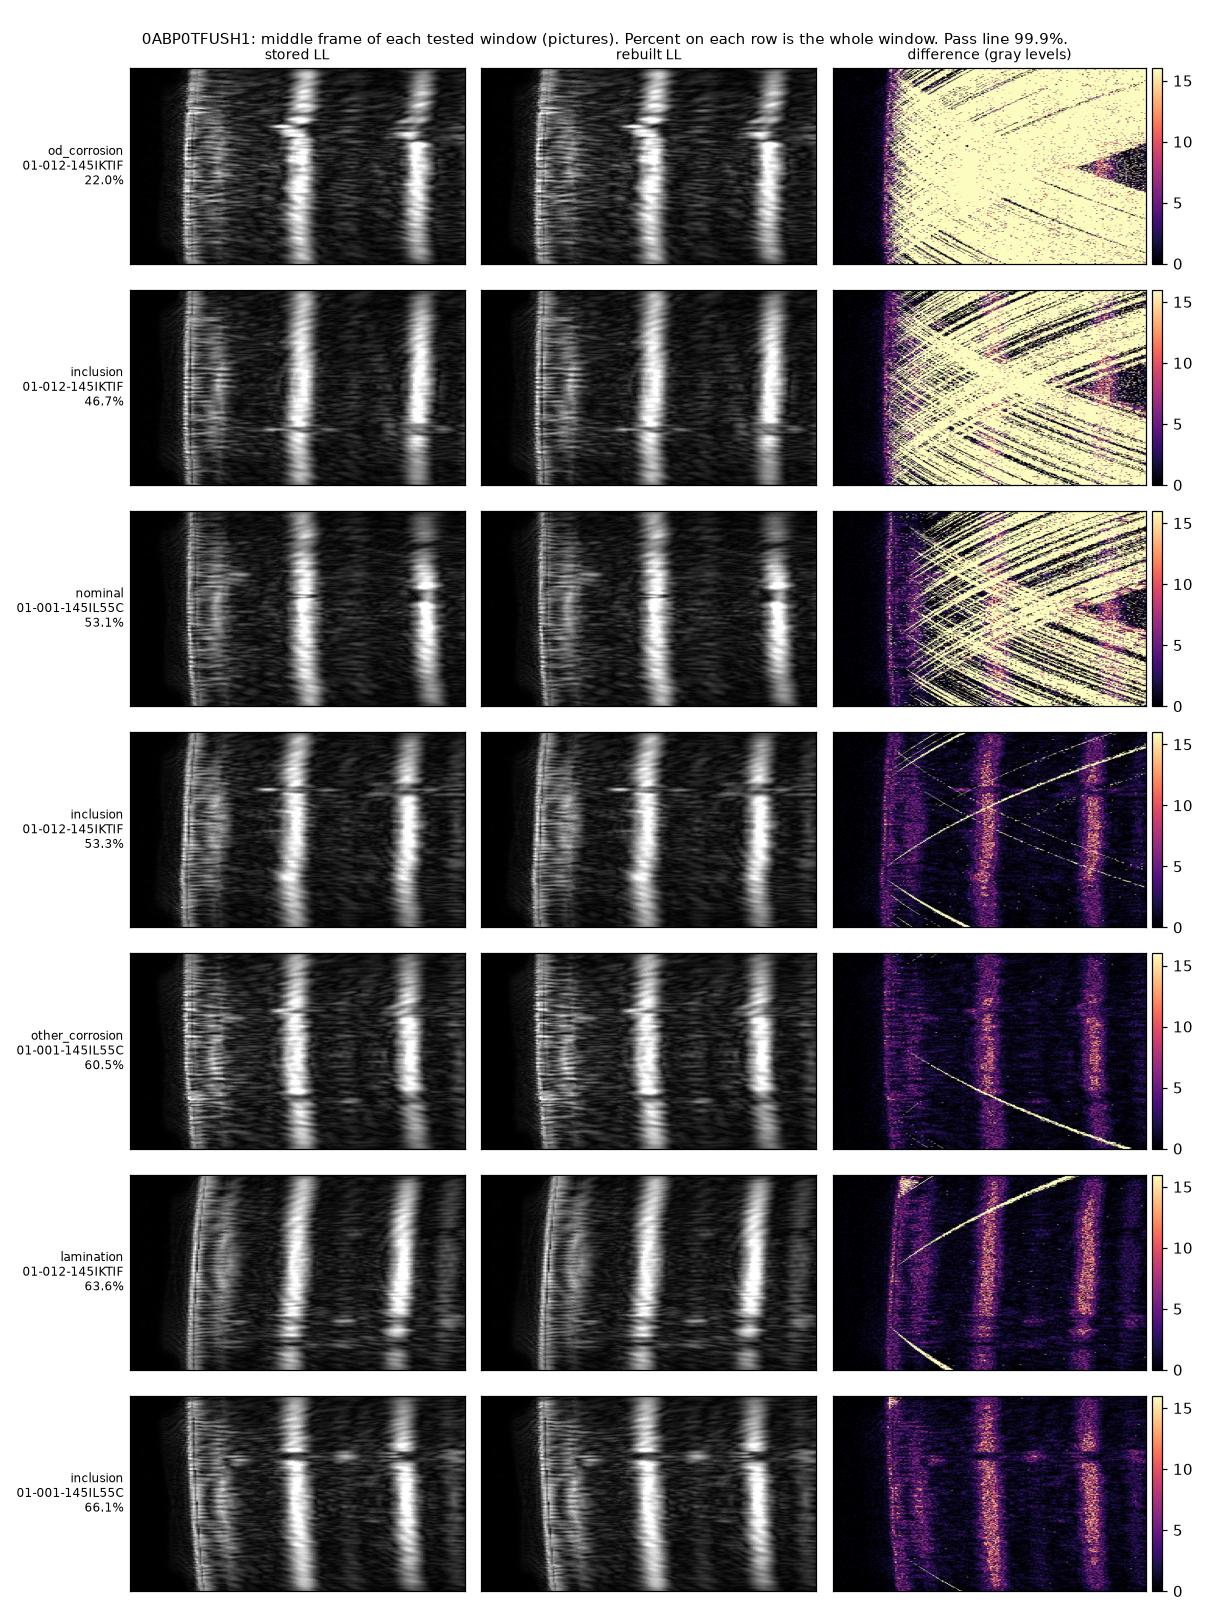 0ABP0TFUSH1: middle frame of each tested window (pictures). Percent on each row is the whole window. Pass line 99.9%.
stored LL
rebuilt LL
difference (gray levels)
od_corrosion
01-012-145IKTIF
22.0%
15
10
5
0
inclusion
01-012-145IKTIF
46.7%
15
10
5
0
nominal
01-001-145IL55C
53.1%
15
10
5
0
inclusion
01-012-145IKTIF
53.3%
15
10
5
0
other_corrosion
01-001-145IL55C
60.5%
15
10
5
0
lamination
01-012-145IKTIF
63.6%
15
10
5
0
inclusion
01-001-145IL55C
66.1%
15
10
5
0